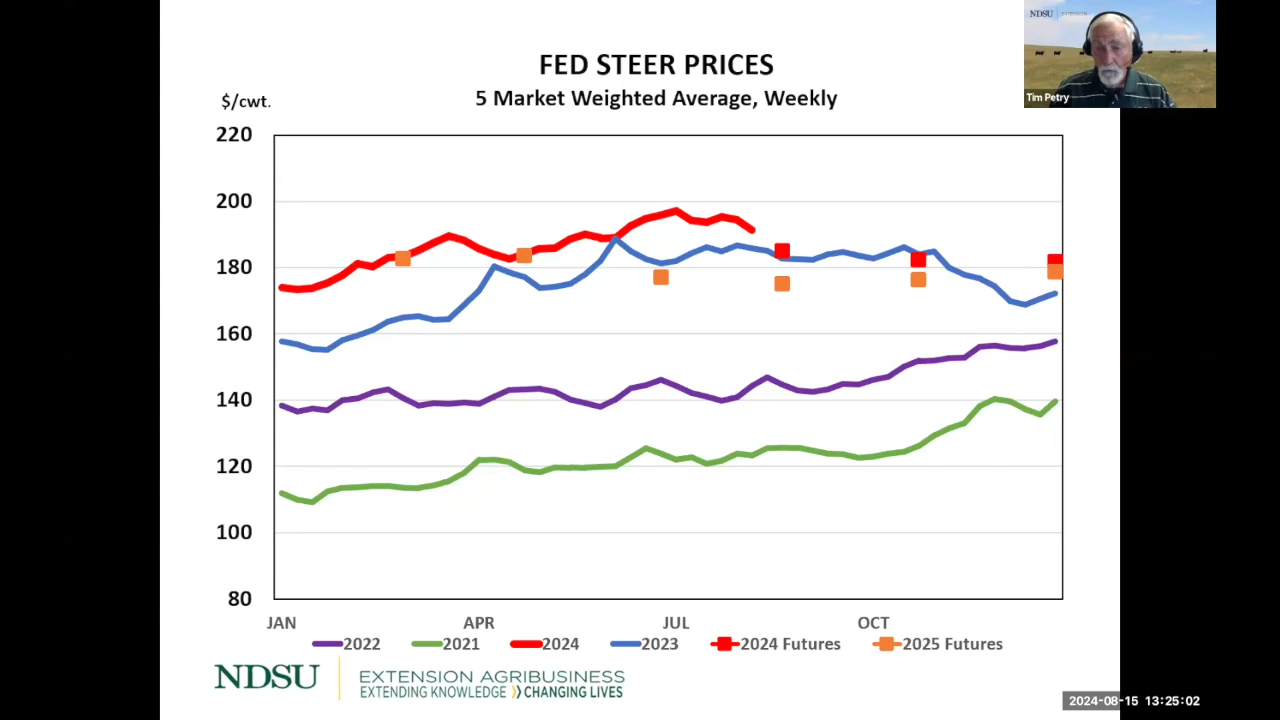 NDSU EXTENSION
Tim Petry
FED STEER PRICES
5 Market Weighted Average, Weekly
$/cwt.
220
200
180
160
140
120
100
80
JAN APR JUL OCT
2022 2021 2024 2023 2024 Futures 2025 Futures
NDSU
EXTENSION AGRIBUSINESS
EXTENDING KNOWLEDGE CHANGING LIVES
2024-08-15 13:25:02